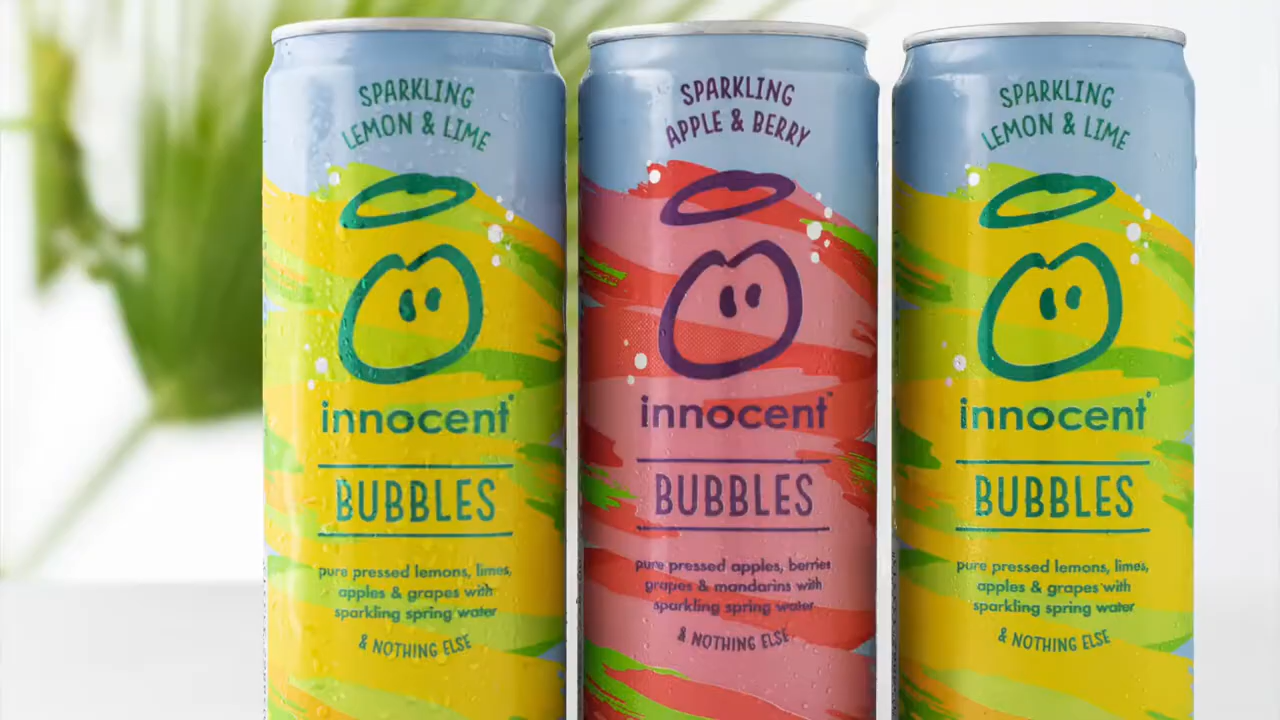 SPARKLING
LEMON & LIME
innocent
BUBBLES
pure pressed lemons, limes,
apples & grapes with
sparkling spring water
& NOTHING ELSE
SPARKLING
APPLE & BERRY
innocent
BUBBLES
pure pressed apples, berries
grapes & mandarins with
sparkling spring water
& NOTHING ELSE
SPARKLING
LEMON & LIME
innocent
BUBBLES
pure pressed lemons, limes,
apples & grapes with
sparkling spring water
& NOTHING ELSE